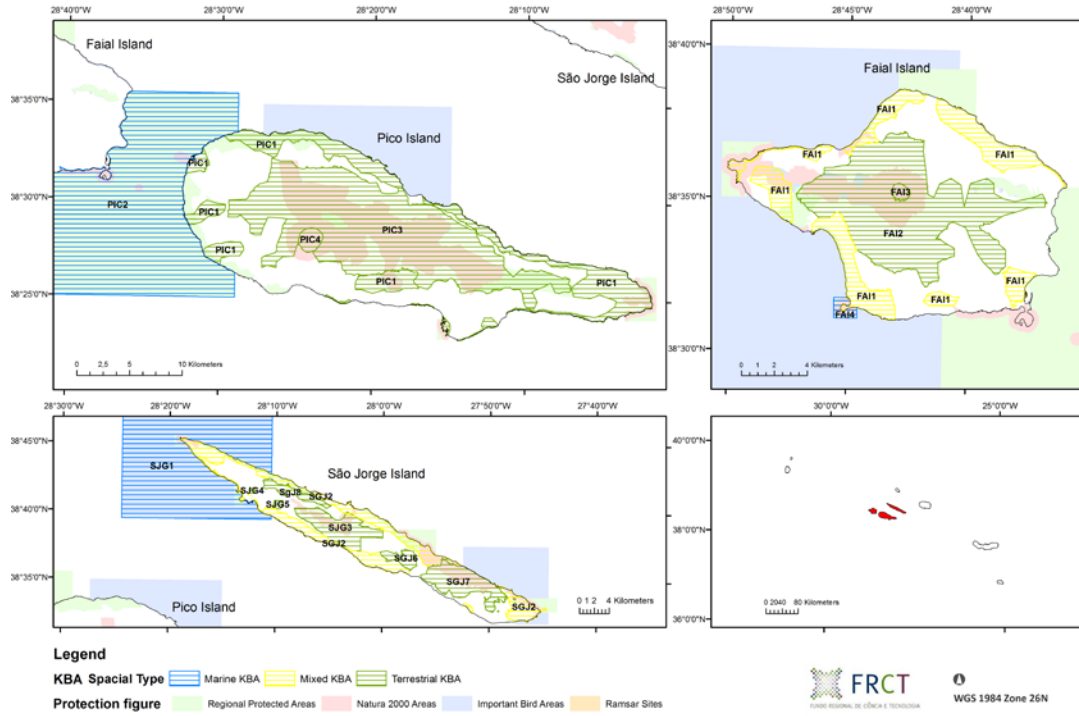 28°40'0"W 28°20'0"W 28°10'0"W
Faial Island
São Jorge Island
38°35'0"N
38°30'0"N
38°25'0"N
Pico Island
PIC1
PIC1
PIC2
PIC1
PIC3
PIC4
PIC1
PIC1
PIC1
0 2,5 5 10 Kilometers
28°50'0"W 28°45'0"W 28°40'0"W
38°40'0"N
38°35'0"N
38°30'0"N
Faial Island
FAI1
FAI1
FAI1
FAI1
FAI3
FAI2
FAI1
FAI1
FAI1
FAI4
0 1 2 4 Kilometers
28°30'0"W 28°20'0"W 28°10'0"W 28°0'0"W 27°50'0"W 27°40'0"W
38°45'0"N
38°40'0"N
38°35'0"N
São Jorge Island
SJG1
SJG4
SgJ8
SGJ2
SJG5
SJG3
SGJ2
SGJ6
SGJ7
SGJ2
Pico Island
0 1 2 4 Kilometers
30°0'0"W 25°0'0"W
40°0'0"N
38°0'0"N
36°0'0"N
0 2040 80 Kilometers
Legend
KBA Spacial Type Marine KBA Mixed KBA Terrestrial KBA
Protection figure Regional Protected Areas Natura 2000 Areas Important Bird Areas Ramsar Sites
FRCT
FUNDO REGIONAL DE CIÊNCIA E TECNOLOGIA
WGS 1984 Zone 26N